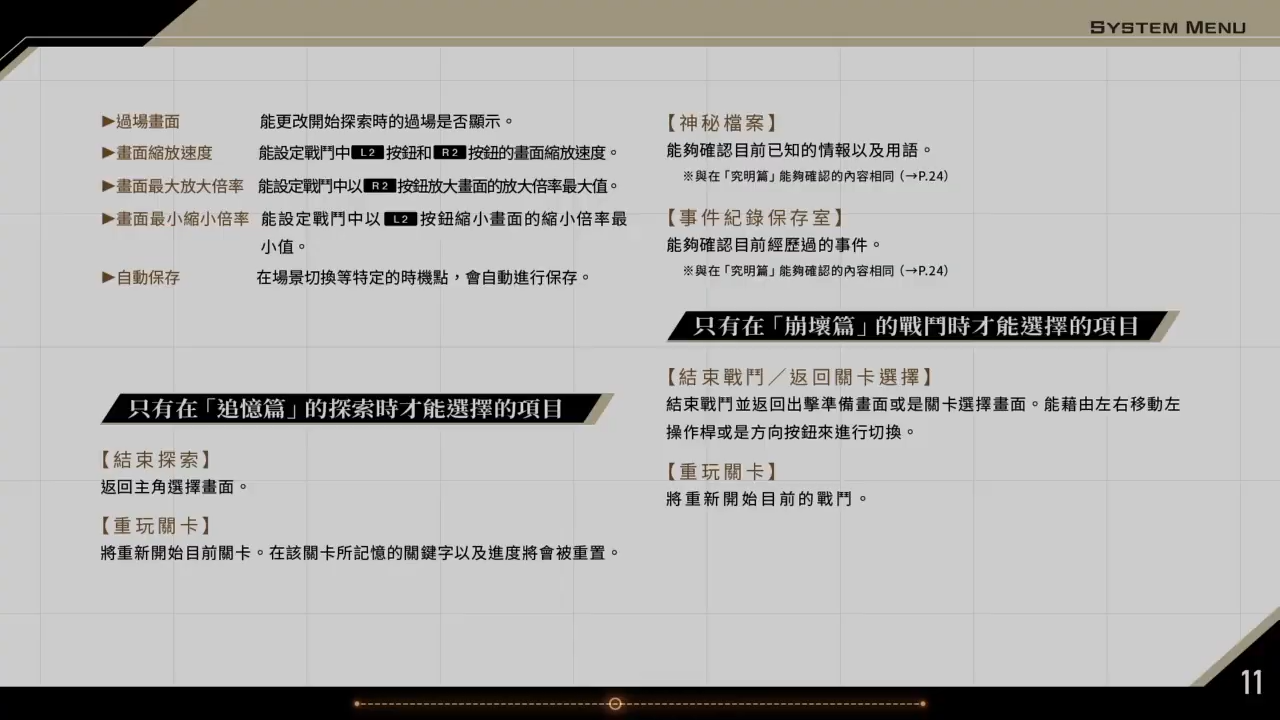 SYSTEM MENU
▶過場畫面 能更改開始探索時的過場是否顯示。
▶畫面縮放速度 能設定戰鬥中 L2 按鈕和 R2 按鈕的畫面縮放速度。
▶畫面最大放大倍率 能設定戰鬥中以 R2 按鈕放大畫面的放大倍率最大值。
▶畫面最小縮小倍率 能設定戰鬥中以 L2 按鈕縮小畫面的縮小倍率最
小值。
▶自動保存 在場景切換等特定的時機點，會自動進行保存。
只有在「追憶篇」的探索時才能選擇的項目
【結束探索】
返回主角選擇畫面。
【重玩關卡】
將重新開始目前關卡。在該關卡所記憶的關鍵字以及進度將會被重置。
【神秘檔案】
能夠確認目前已知的情報以及用語。
※與在「究明篇」能夠確認的內容相同（→P.24）
【事件紀錄保存室】
能夠確認目前經歷過的事件。
※與在「究明篇」能夠確認的內容相同（→P.24）
只有在「崩壞篇」的戰鬥時才能選擇的項目
【結束戰鬥／返回關卡選擇】
結束戰鬥並返回出擊準備畫面或是關卡選擇畫面。能藉由左右移動左
操作桿或是方向按鈕來進行切換。
【重玩關卡】
將重新開始目前的戰鬥。
11